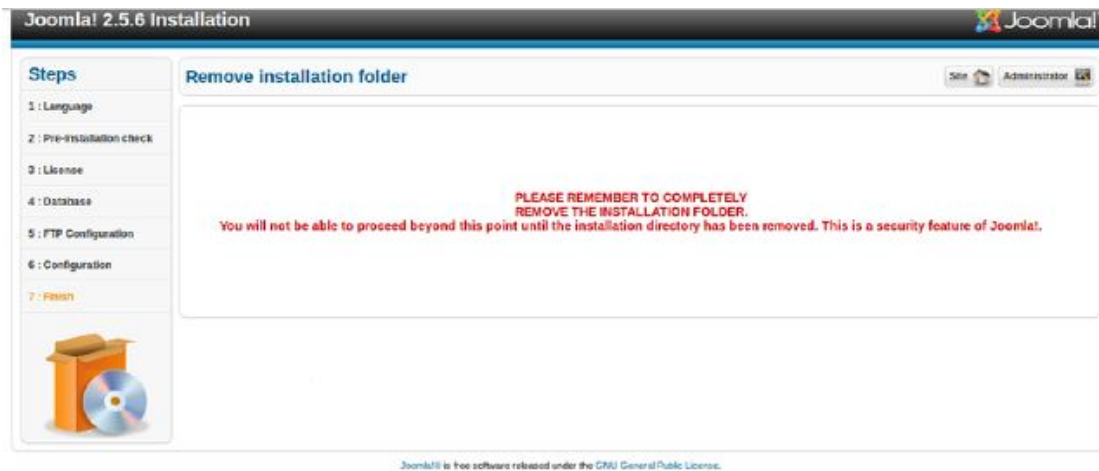 Joomla! 2.5.6 Installation
Joomla!
Steps
1 : Language
2 : Pre-installation check
3 : License
4 : Database
5 : FTP Configuration
6 : Configuration
7 : Finish
Remove installation folder
Site
Administrator
PLEASE REMEMBER TO COMPLETELY
REMOVE THE INSTALLATION FOLDER.
You will not be able to proceed beyond this point until the installation directory has been removed. This is a security feature of Joomla!.
Joomla!® is free software released under the GNU General Public License.